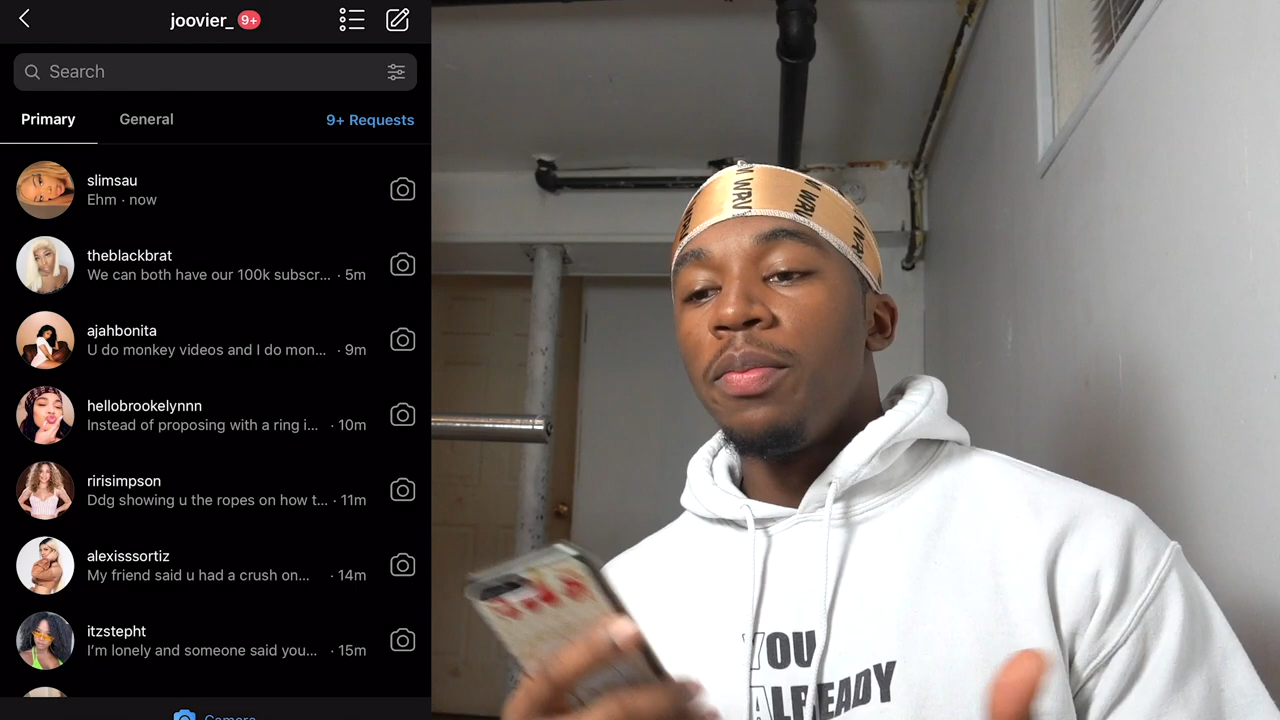 joovier_ 9+
Search
Primary General 9+ Requests
slimsau
Ehm · now
theblackbrat
We can both have our 100k subscr... · 5m
ajahbonita
U do monkey videos and I do mon... · 9m
hellobrookelynnn
Instead of proposing with a ring i... · 10m
ririsimpson
Ddg showing u the ropes on how t... · 11m
alexisssortiz
My friend said u had a crush on... · 14m
itzstepht
I'm lonely and someone said you... · 15m
YOU
ALREADY